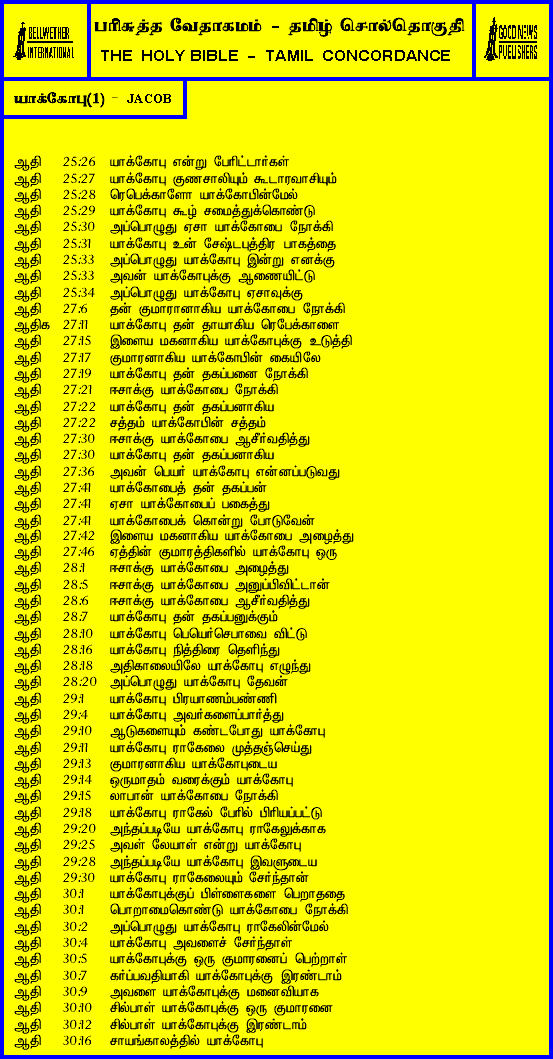 BELLWETHER
INTERNATIONAL
பரிசுத்த வேதாகமம் - தமிழ் சொல்தொகுதி
THE HOLY BIBLE - TAMIL CONCORDANCE
GOOD NEWS
PUBLISHERS
யாக்கோபு(1) - JACOB
ஆதி 25:26 யாக்கோபு என்று பேரிட்டார்கள்
ஆதி 25:27 யாக்கோபு குணசாலியும் கூடாரவாசியும்
ஆதி 25:28 ரெபெக்காளோ யாக்கோபின்மேல்
ஆதி 25:29 யாக்கோபு கூழ் சமைத்துக்கொண்டு
ஆதி 25:30 அப்பொழுது ஏசா யாக்கோபை நோக்கி
ஆதி 25:31 யாக்கோபு உன் சேஷ்டபுத்திர பாகத்தை
ஆதி 25:33 அப்பொழுது யாக்கோபு இன்று எனக்கு
ஆதி 25:33 அவன் யாக்கோபுக்கு ஆணையிட்டு
ஆதி 25:34 அப்பொழுது யாக்கோபு ஏசாவுக்கு
ஆதி 27:6 தன் குமாரானாகிய யாக்கோபை நோக்கி
ஆதிக 27:11 யாக்கோபு தன் தாயாகிய ரெபேக்காளை
ஆதி 27:15 இளைய மகனாகிய யாக்கோபுக்கு உடுத்தி
ஆதி 27:17 குமாரனாகிய யாக்கோபின் கையிலே
ஆதி 27:19 யாக்கோபு தன் தகப்பனை நோக்கி
ஆதி 27:21 ஈசாக்கு யாக்கோபை நோக்கி
ஆதி 27:22 யாக்கோபு தன் தகப்பனாகிய
ஆதி 27:22 சத்தம் யாக்கோபின் சத்தம்
ஆதி 27:30 ஈசாக்கு யாக்கோபை ஆசீர்வதித்து
ஆதி 27:30 யாக்கோபு தன் தகப்பனாகிய
ஆதி 27:36 அவன் பெயர் யாக்கோபு என்னப்படுவது
ஆதி 27:41 யாக்கோபைத் தன் தகப்பன்
ஆதி 27:41 ஏசா யாக்கோபைப் பகைத்து
ஆதி 27:41 யாக்கோபைக் கொன்று போடுவேன்
ஆதி 27:42 இளைய மகனாகிய யாக்கோபை அழைத்து
ஆதி 27:46 ஏத்தின் குமாரத்திகளில் யாக்கோபு ஒரு
ஆதி 28:1 ஈசாக்கு யாக்கோபை அழைத்து
ஆதி 28:5 ஈசாக்கு யாக்கோபை அனுப்பிவிட்டான்
ஆதி 28:6 ஈசாக்கு யாக்கோபை ஆசீர்வதித்து
ஆதி 28:7 யாக்கோபு தன் தகப்பனுக்கும்
ஆதி 28:10 யாக்கோபு பெயெர்செபாவை விட்டு
ஆதி 28:16 யாக்கோபு நித்திரை தெளிந்து
ஆதி 28:18 அதிகாலையிலே யாக்கோபு எழுந்து
ஆதி 28:20 அப்பொழுது யாக்கோபு தேவன்
ஆதி 29:1 யாக்கோபு பிரயாணம்பண்ணி
ஆதி 29:4 யாக்கோபு அவர்களைப்பார்த்து
ஆதி 29:10 ஆடுகளையும் கண்டபோது யாக்கோபு
ஆதி 29:11 யாக்கோபு ராகேலை முத்தஞ்செய்து
ஆதி 29:13 குமாரனாகிய யாக்கோபுடைய
ஆதி 29:14 ஒருமாதம் வரைக்கும் யாக்கோபு
ஆதி 29:15 லாபான் யாக்கோபை நோக்கி
ஆதி 29:18 யாக்கோபு ராகேல் பேரில் பிரியப்பட்டு
ஆதி 29:20 அந்தப்படியே யாக்கோபு ராகேலுக்காக
ஆதி 29:25 அவள் லேயாள் என்று யாக்கோபு
ஆதி 29:28 அந்தப்படியே யாக்கோபு இவளுடைய
ஆதி 29:30 யாக்கோபு ராகேலையும் சேர்ந்தான்
ஆதி 30:1 யாக்கோபுக்குப் பிள்ளைகளை பெறாததை
ஆதி 30:1 பொறாமைகொண்டு யாக்கோபை நோக்கி
ஆதி 30:2 அப்பொழுது யாக்கோபு ராகேலின்மேல்
ஆதி 30:4 யாக்கோபு அவளைச் சேர்ந்தாள்
ஆதி 30:5 யாக்கோபுக்கு ஒரு குமாரனைப் பெற்றாள்
ஆதி 30:7 கர்ப்பவதியாகி யாக்கோபுக்கு இரண்டாம்
ஆதி 30:9 அவளை யாக்கோபுக்கு மனைவியாக
ஆதி 30:10 சில்பாள் யாக்கோபுக்கு ஒரு குமாரனை
ஆதி 30:12 சில்பாள் யாக்கோபுக்கு இரண்டாம்
ஆதி 30:16 சாயங்காலத்தில் யாக்கோபு